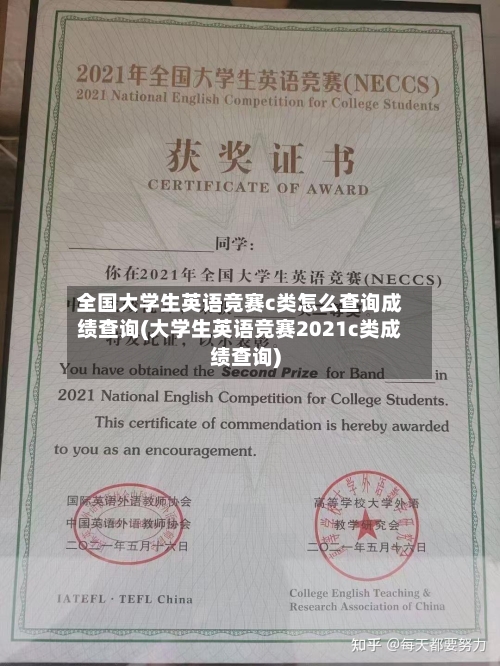 2021年全国大学生英语竞赛(NECCS)
2021 National English Competition for College Students
获奖证书
CERTIFICATE OF AWARD
同学：
你在2021年全国大学生英语竞赛(NECCS)
全国大学生英语竞赛c类怎么查询成
绩查询(大学生英语竞赛2021c类成
绩查询)
特发此证，以示表彰
You have obtained the Second Prize for Band in
2021 National English Competition for College Students.
This certificate of commendation is hereby awarded
to you as an encouragement.
国际英语外语教师协会
中国英语外语教师协会
二〇二一年五月十六日
高等学校大学外语
教学研究会
二〇二一年五月十六日
IATEFL · TEFL China
College English Teaching &
Research Association of China
知乎 @每天都要努力